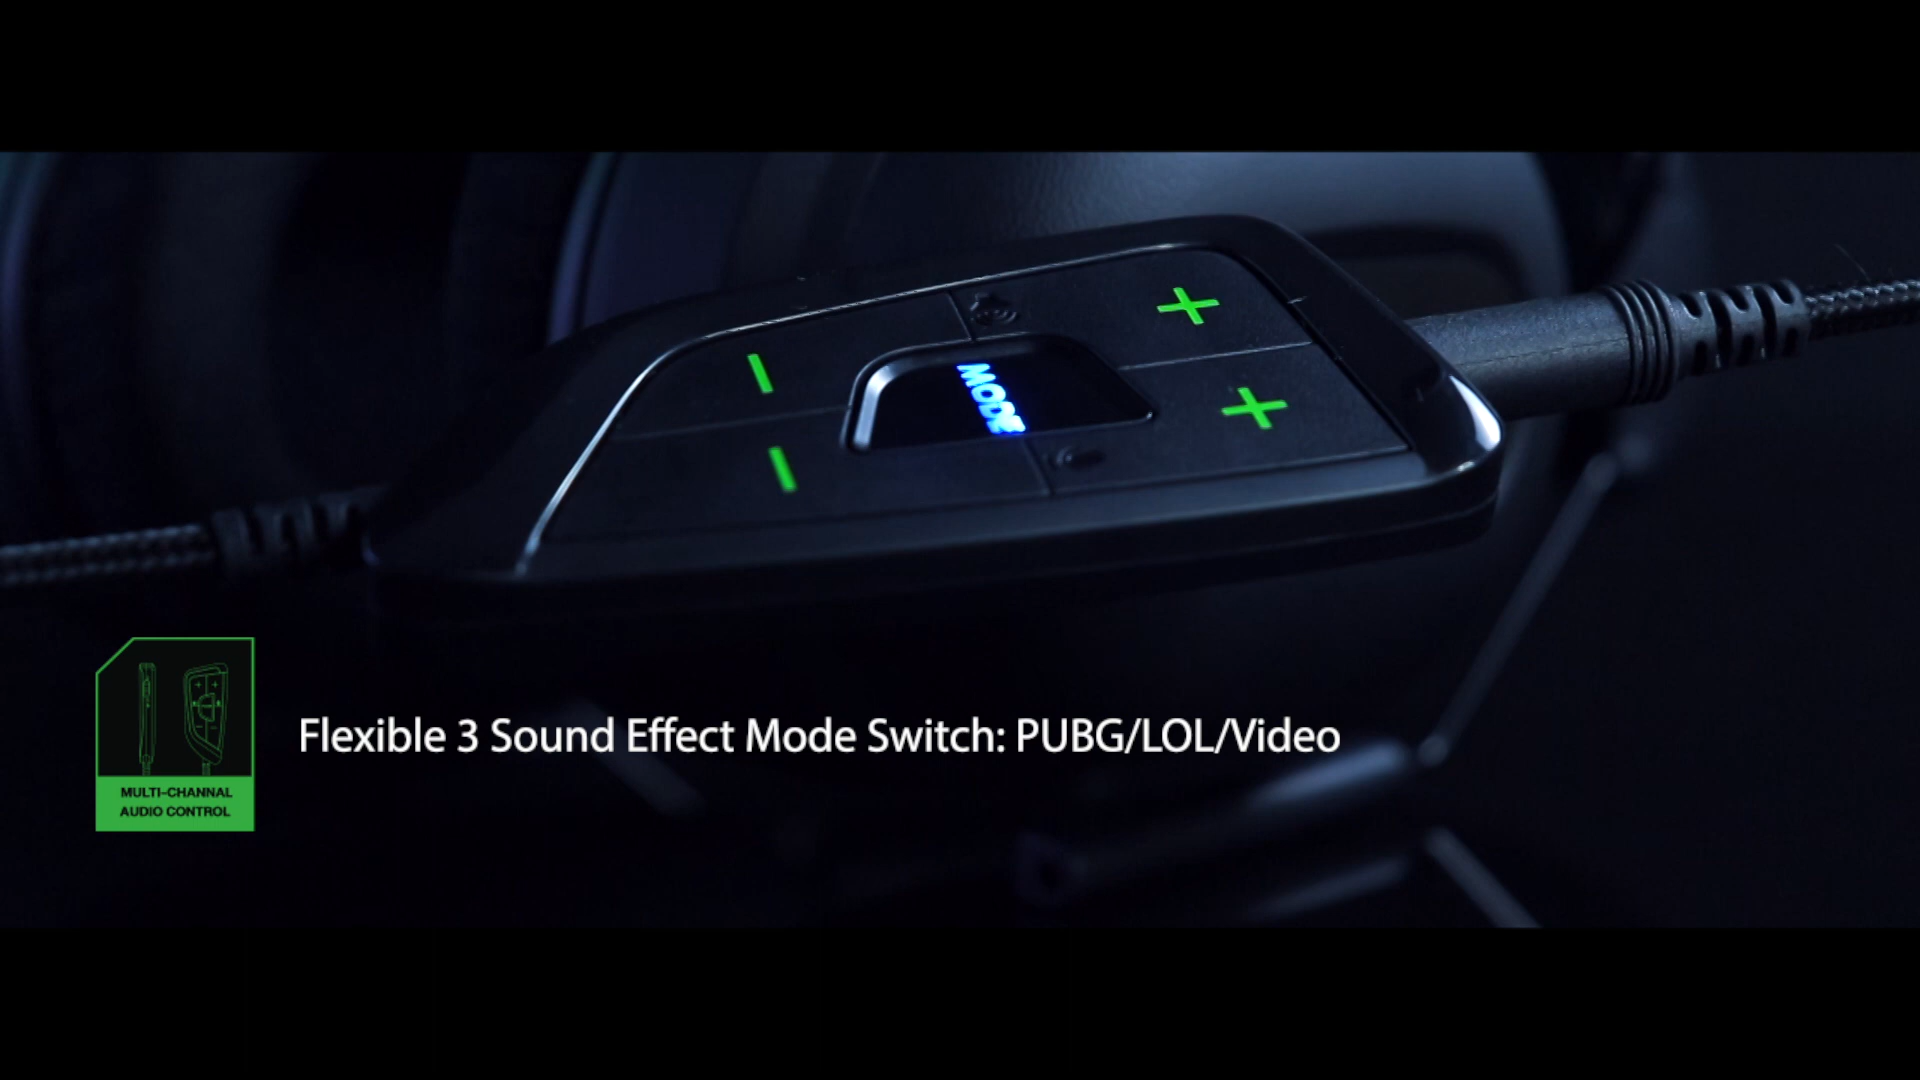 MODE
Flexible 3 Sound Effect Mode Switch: PUBG/LOL/Video
MULTI-CHANNAL
AUDIO CONTROL